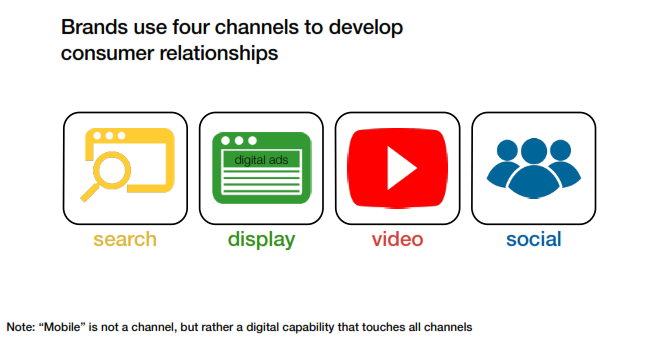 Brands use four channels to develop
consumer relationships
digital ads
search
display
video
social
Note: “Mobile” is not a channel, but rather a digital capability that touches all channels